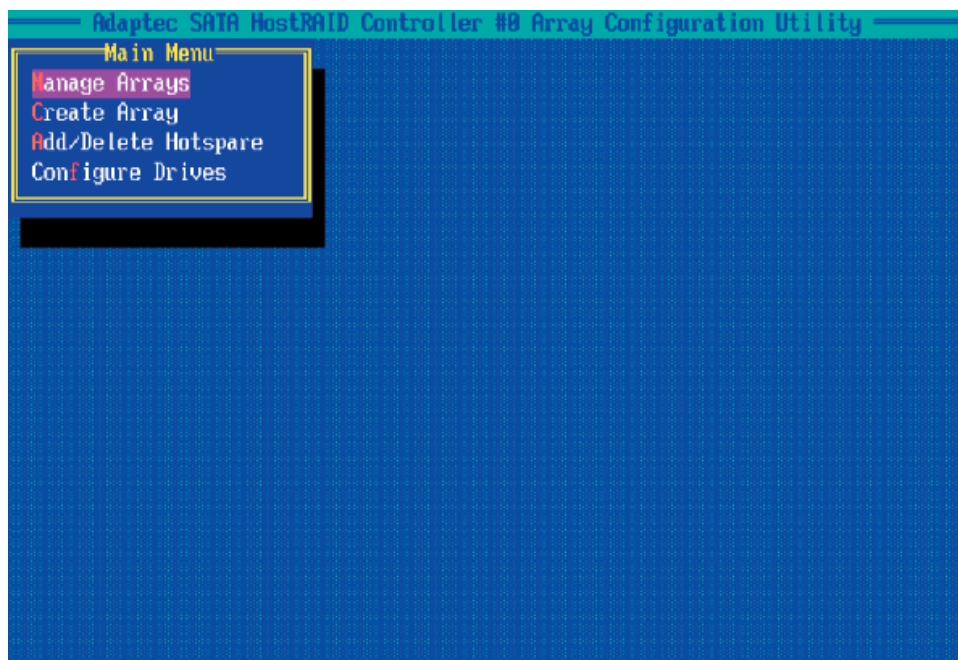 Adaptec SATA HostRAID Controller #0 Array Configuration Utility
Main Menu
Manage Arrays
Create Array
Add/Delete Hotspare
Configure Drives